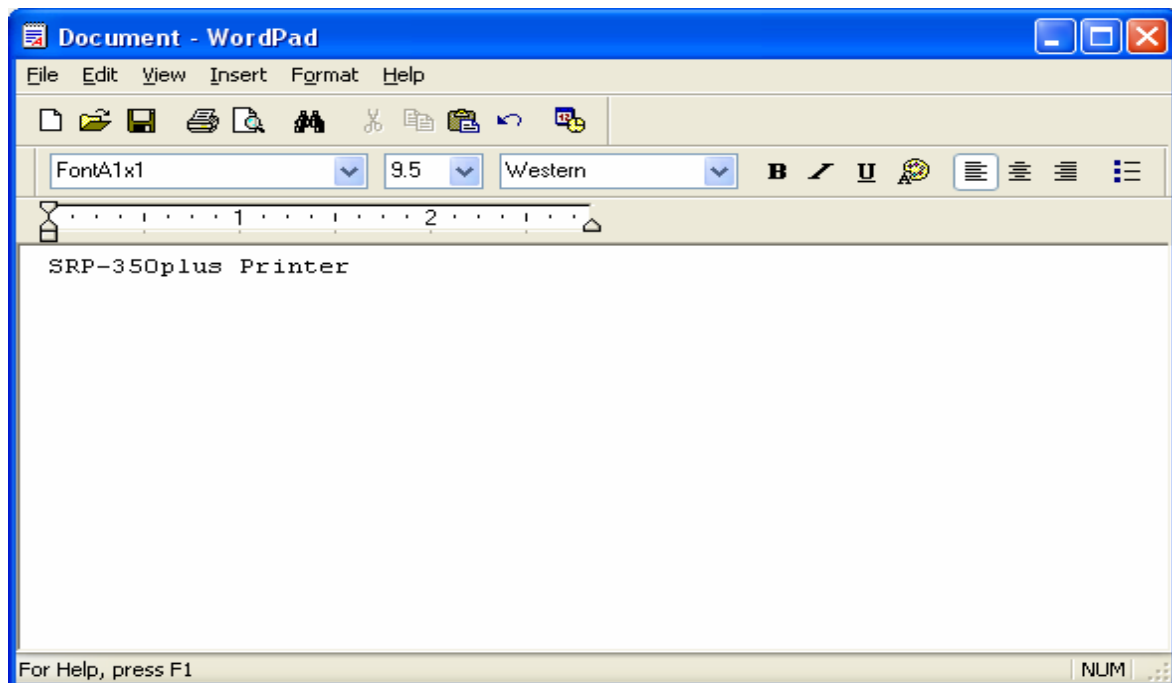 Document - WordPad
File Edit View Insert Format Help
FontA1x1 9.5 Western B I U
1 2
SRP-350plus Printer
For Help, press F1 NUM